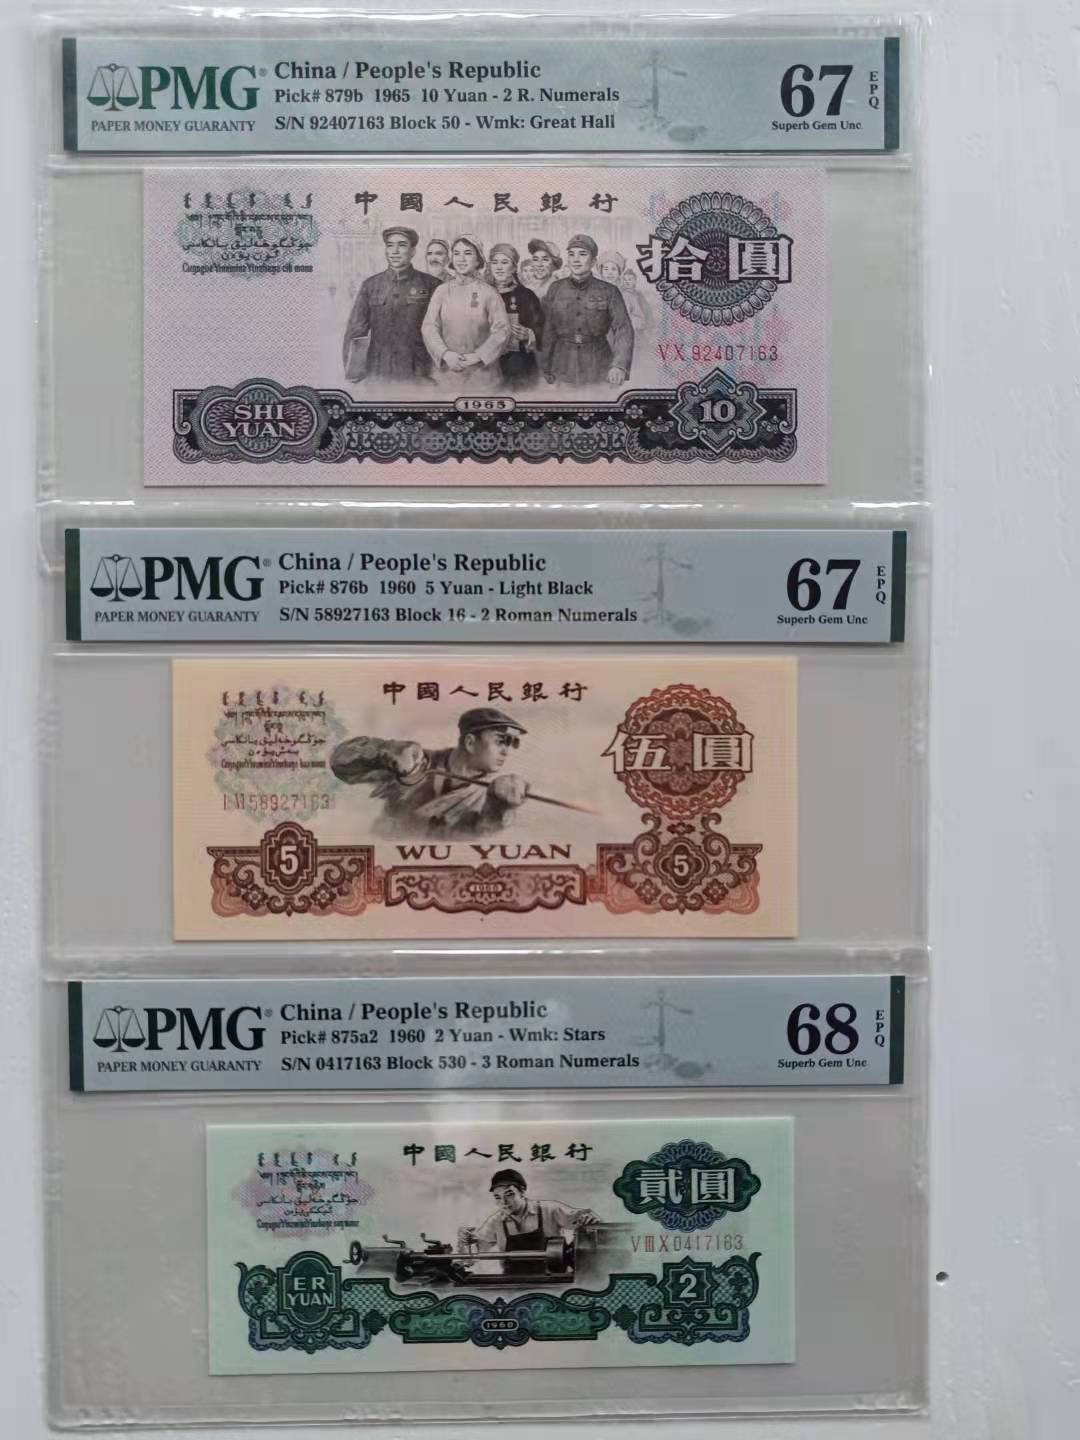 PMG®
PAPER MONEY GUARANTY
China / People's Republic
Pick# 879b 1965 10 Yuan - 2 R. Numerals
S/N 92407163 Block 50 - Wmk: Great Hall
67 EPQ
Superb Gem Unc
中國人民銀行
拾圓
VX 92407163
1965
SHI
YUAN
10
PMG®
PAPER MONEY GUARANTY
China / People's Republic
Pick# 876b 1960 5 Yuan - Light Black
S/N 58927163 Block 16 - 2 Roman Numerals
67 EPQ
Superb Gem Unc
中國人民銀行
伍圓
58927163
5
WU YUAN
5
1960
PMG®
PAPER MONEY GUARANTY
China / People's Republic
Pick# 875a2 1960 2 Yuan - Wmk: Stars
S/N 0417163 Block 530 - 3 Roman Numerals
68 EPQ
Superb Gem Unc
中國人民銀行
貳圓
VⅢX0417163
ER
YUAN
2
1960